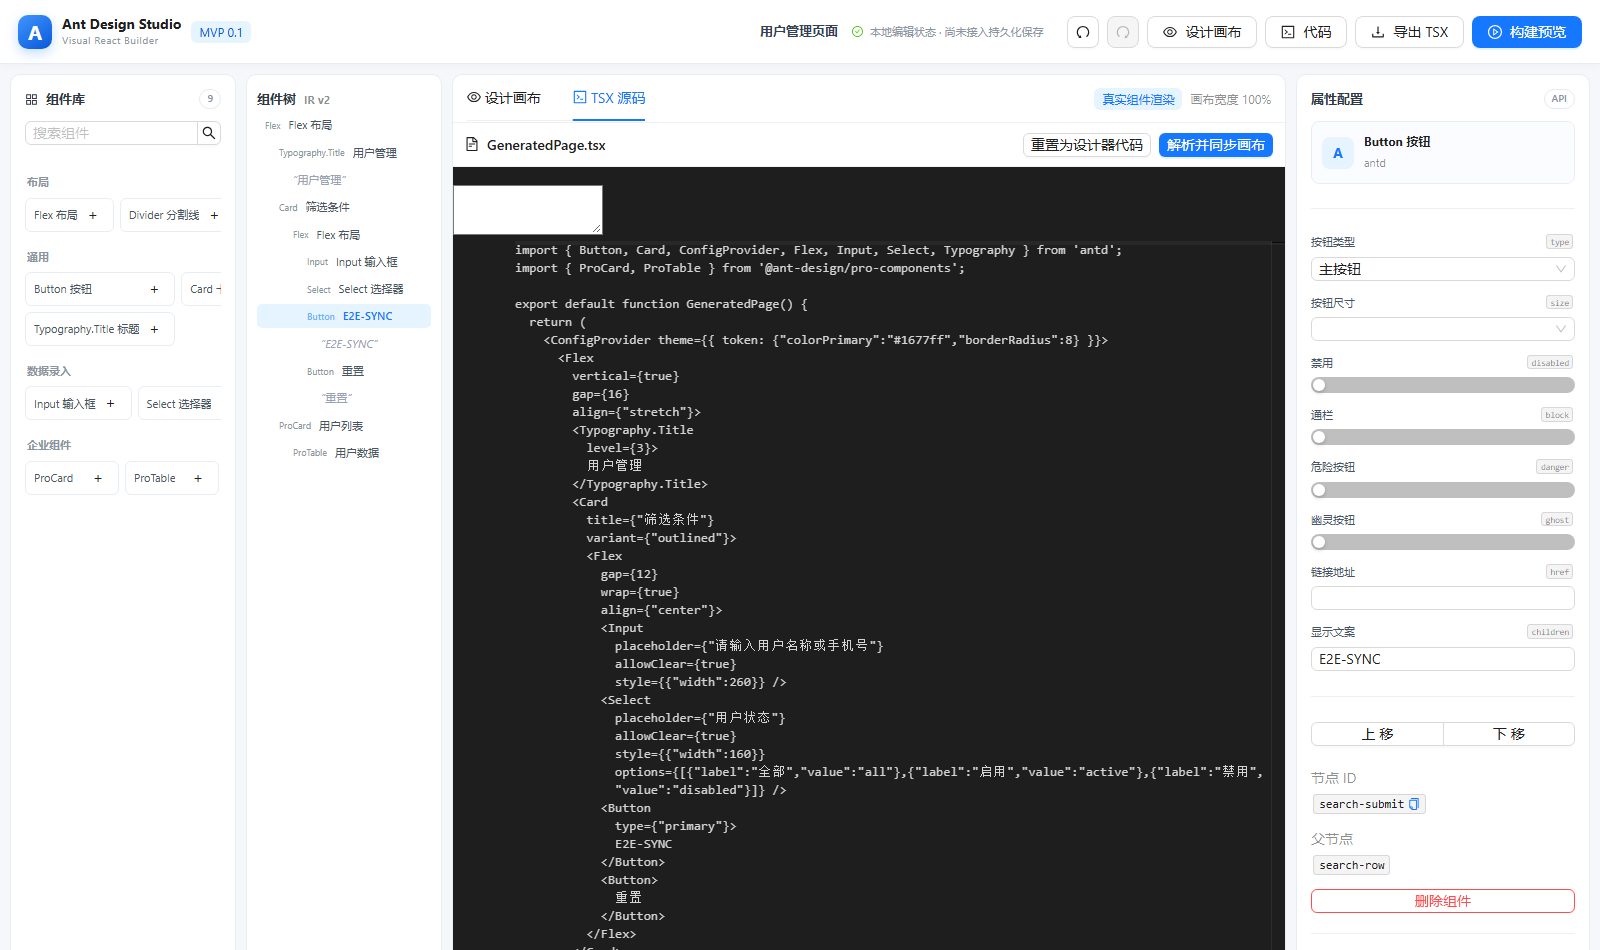 A
Ant Design Studio
Visual React Builder
MVP 0.1
用户管理页面
本地编辑状态 · 尚未接入持久化保存
设计画布
代码
导出 TSX
构建预览
组件库
9
搜索组件
布局
Flex 布局 +
Divider 分割线 +
通用
Button 按钮 +
Card +
Typography.Title 标题 +
数据录入
Input 输入框 +
Select 选择器
企业组件
ProCard +
ProTable +
组件树 IR v2
Flex Flex 布局
Typography.Title 用户管理
"用户管理"
Card 筛选条件
Flex Flex 布局
Input Input 输入框
Select Select 选择器
Button E2E-SYNC
"E2E-SYNC"
Button 重置
"重置"
ProCard 用户列表
ProTable 用户数据
设计画布
TSX 源码
真实组件渲染
画布宽度 100%
GeneratedPage.tsx
重置为设计器代码
解析并同步画布
import { Button, Card, ConfigProvider, Flex, Input, Select, Typography } from 'antd';
import { ProCard, ProTable } from '@ant-design/pro-components';
export default function GeneratedPage() {
return (
<ConfigProvider theme={{ token: {"colorPrimary":"#1677ff","borderRadius":8} }}>
<Flex
vertical={true}
gap={16}
align={"stretch"}>
<Typography.Title
level={3}>
用户管理
</Typography.Title>
<Card
title={"筛选条件"}
variant={"outlined"}>
<Flex
gap={12}
wrap={true}
align={"center"}>
<Input
placeholder={"请输入用户名称或手机号"}
allowClear={true}
style={{"width":260}} />
<Select
placeholder={"用户状态"}
allowClear={true}
style={{"width":160}}
options={[{"label":"全部","value":"all"},{"label":"启用","value":"active"},{"label":"禁用",
"value":"disabled"}]} />
<Button
type={"primary"}>
E2E-SYNC
</Button>
<Button>
重置
</Button>
</Flex>
属性配置
API
A
Button 按钮
antd
按钮类型
type
主按钮
按钮尺寸
size
禁用
disabled
通栏
block
危险按钮
danger
幽灵按钮
ghost
链接地址
href
显示文案
children
E2E-SYNC
上 移
下 移
节点 ID
search-submit
父节点
search-row
删除组件